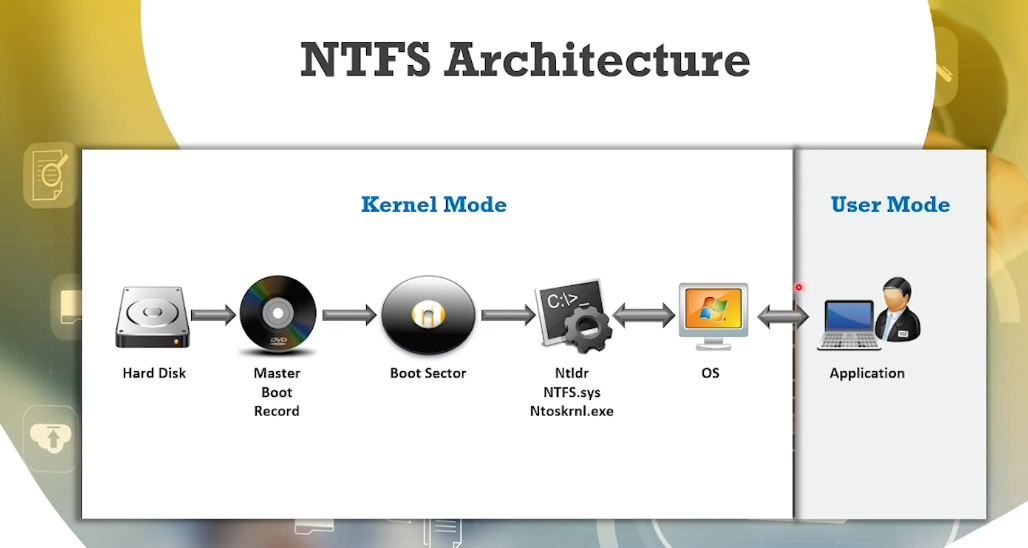 NTFS Architecture
Kernel Mode
User Mode
Hard Disk
Master
Boot
Record
Boot Sector
Ntldr
NTFS.sys
Ntoskrnl.exe
OS
Application
C:\>_
DVD